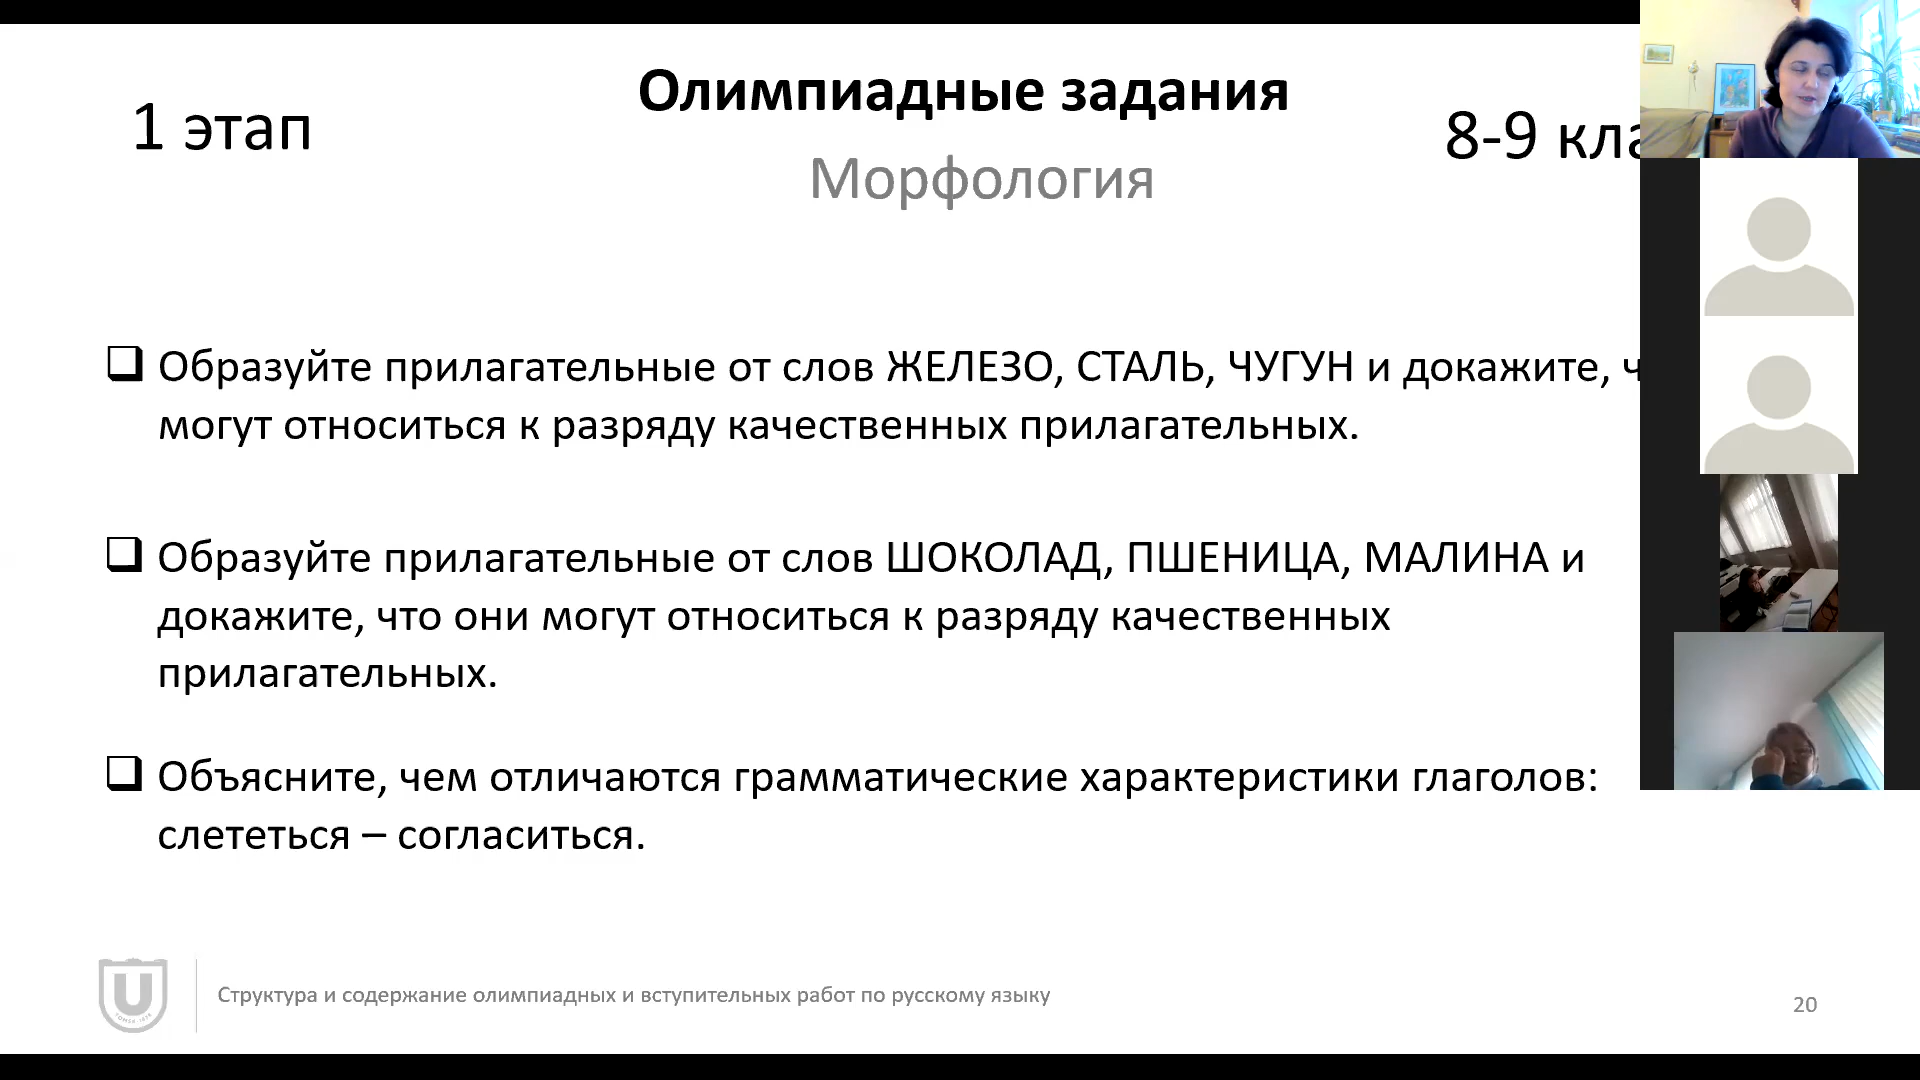 1 этап
Олимпиадные задания
8-9 кла
Морфология
Образуйте прилагательные от слов ЖЕЛЕЗО, СТАЛЬ, ЧУГУН и докажите, ч
могут относиться к разряду качественных прилагательных.
Образуйте прилагательные от слов ШОКОЛАД, ПШЕНИЦА, МАЛИНА и
докажите, что они могут относиться к разряду качественных
прилагательных.
Объясните, чем отличаются грамматические характеристики глаголов:
слететься – согласиться.
U
Структура и содержание олимпиадных и вступительных работ по русскому языку
20